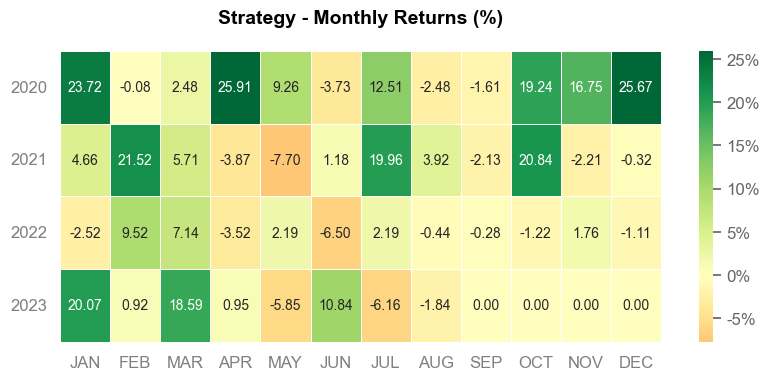 Strategy - Monthly Returns (%)
2020 23.72 -0.08 2.48 25.91 9.26 -3.73 12.51 -2.48 -1.61 19.24 16.75 25.67
2021 4.66 21.52 5.71 -3.87 -7.70 1.18 19.96 3.92 -2.13 20.84 -2.21 -0.32
2022 -2.52 9.52 7.14 -3.52 2.19 -6.50 2.19 -0.44 -0.28 -1.22 1.76 -1.11
2023 20.07 0.92 18.59 0.95 -5.85 10.84 -6.16 -1.84 0.00 0.00 0.00 0.00
JAN FEB MAR APR MAY JUN JUL AUG SEP OCT NOV DEC
25%
20%
15%
10%
5%
0%
-5%